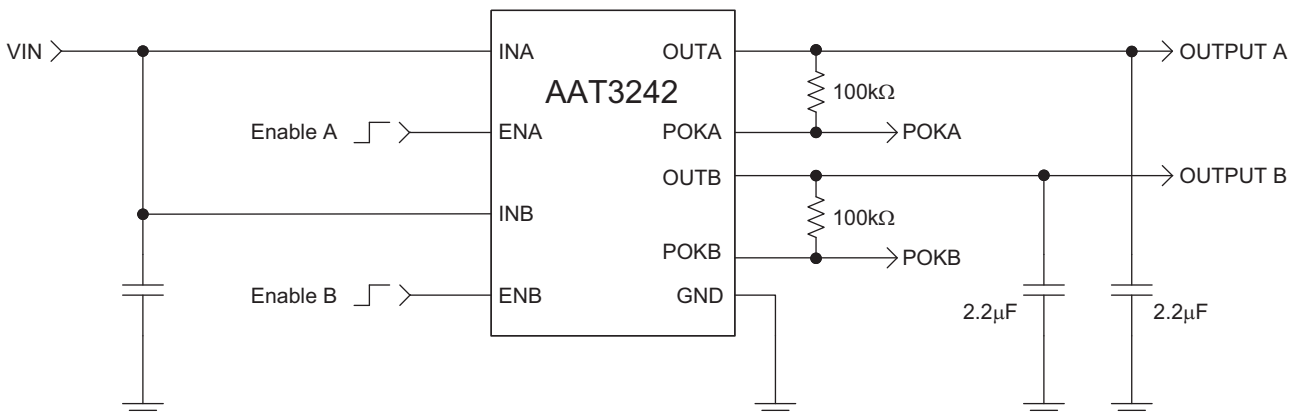 VIN
INA
OUTA
OUTPUT A
AAT3242
100kΩ
Enable A
ENA
POKA
POKA
OUTB
OUTPUT B
INB
100kΩ
POKB
POKB
Enable B
ENB
GND
2.2μF
2.2μF